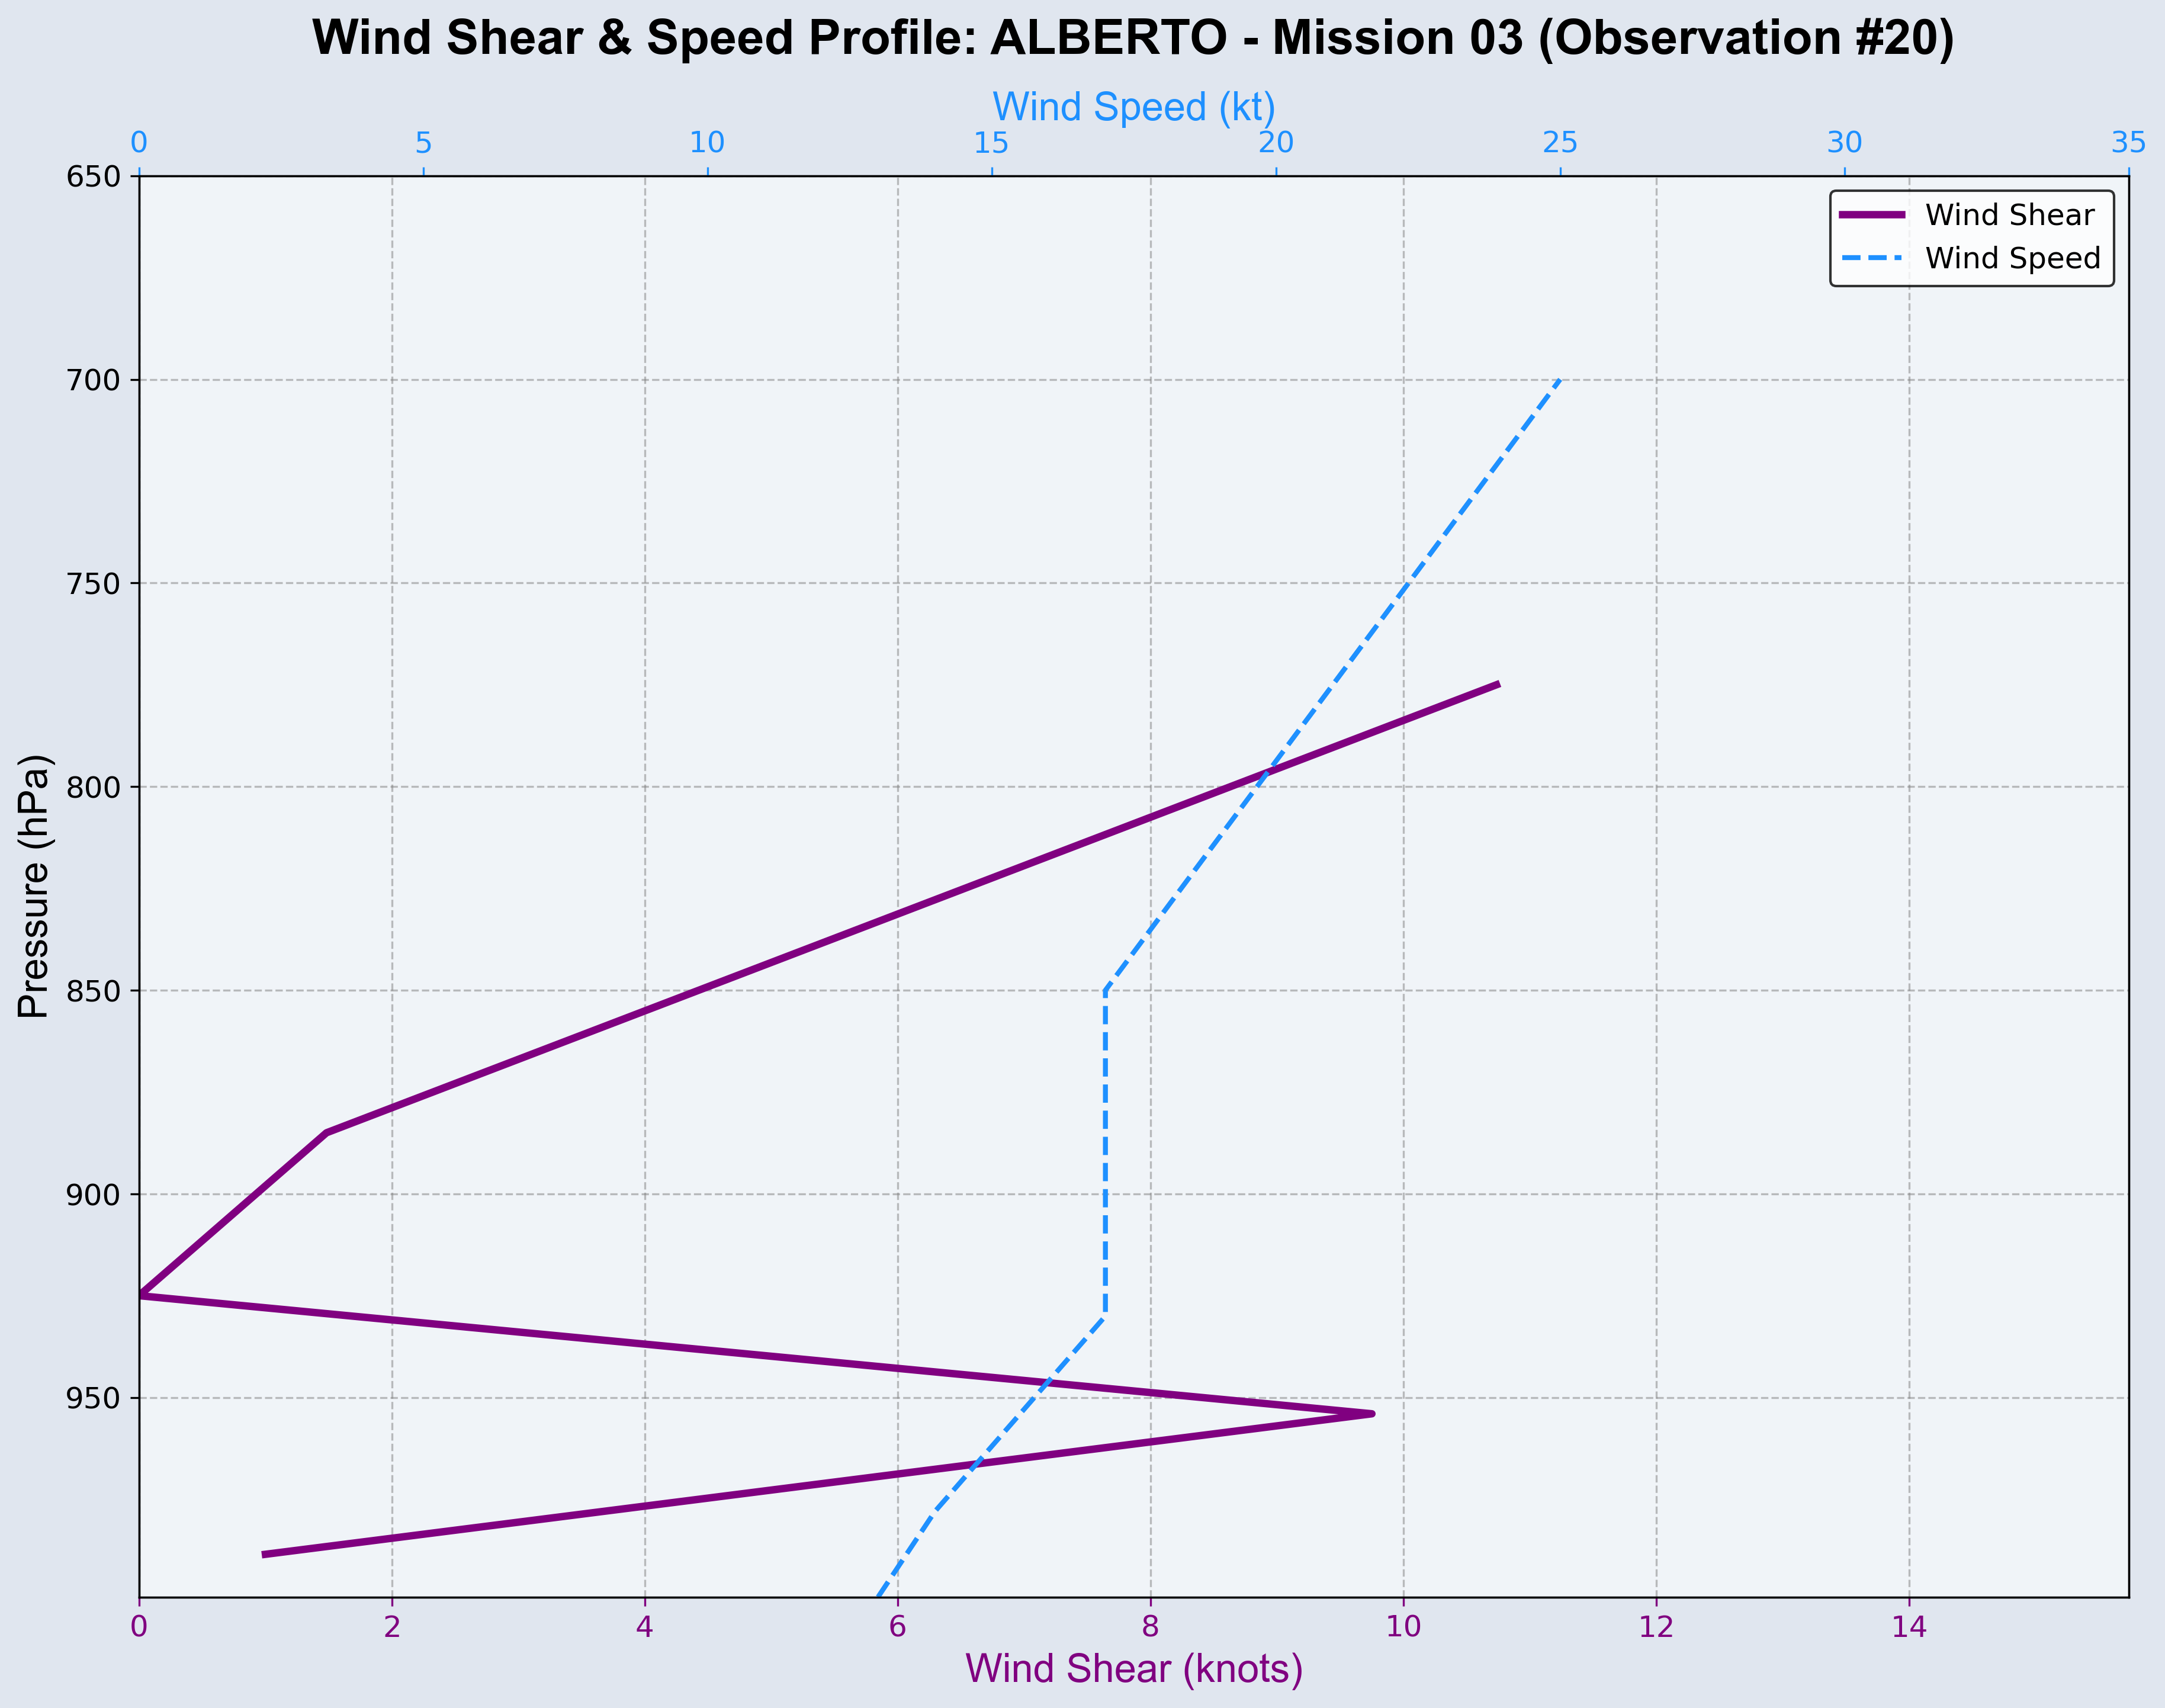 Wind Shear & Speed Profile: ALBERTO - Mission 03 (Observation #20)
Wind Speed (kt)
0 5 10 15 20 25 30 35
Wind Shear
Wind Speed
Pressure (hPa)
650
700
750
800
850
900
950
0 2 4 6 8 10 12 14
Wind Shear (knots)